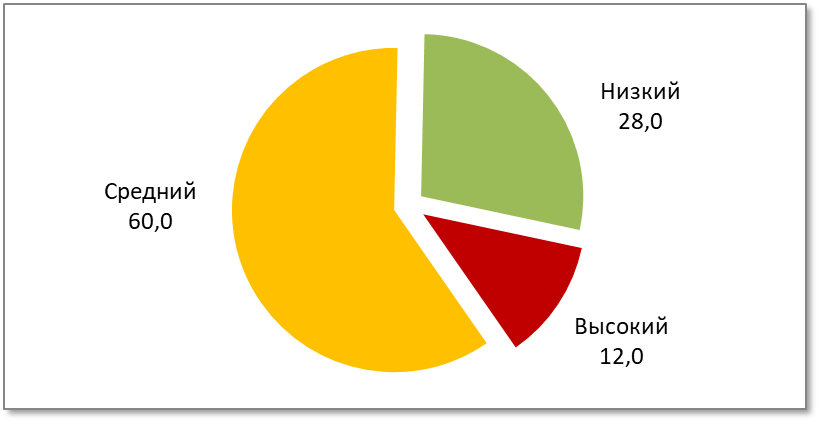 Низкий
28,0
Средний
60,0
Высокий
12,0